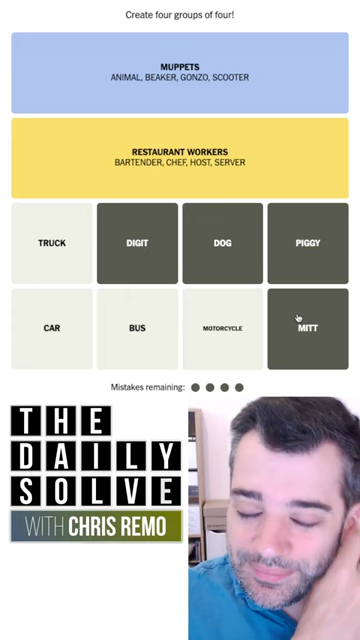 Create four groups of four!
MUPPETS
ANIMAL, BEAKER, GONZO, SCOOTER
RESTAURANT WORKERS
BARTENDER, CHEF, HOST, SERVER
TRUCK DIGIT DOG PIGGY
CAR BUS MOTORCYCLE MITT
Mistakes remaining:
THE
DAILY
SOLVE
WITH CHRIS REMO